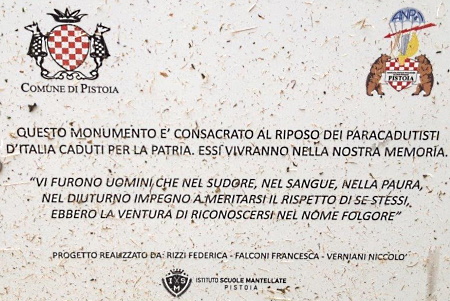 ANPd'I
COMUNE DI PISTOIA
PISTOIA
QUESTO MONUMENTO E' CONSACRATO AL RIPOSO DEI PARACADUTISTI
D'ITALIA CADUTI PER LA PATRIA. ESSI VIVRANNO NELLA NOSTRA MEMORIA.
"VI FURONO UOMINI CHE NEL SUDORE, NEL SANGUE, NELLA PAURA,
NEL DIUTURNO IMPEGNO A MERITARSI IL RISPETTO DI SE STESSI,
EBBERO LA VENTURA DI RICONOSCERSI NEL NOME FOLGORE"
PROGETTO REALIZZATO DA: RIZZI FEDERICA - FALCONI FRANCESCA - VERNIANI NICCOLO'
ISTITUTO SCUOLE MANTELLATE
PISTOIA